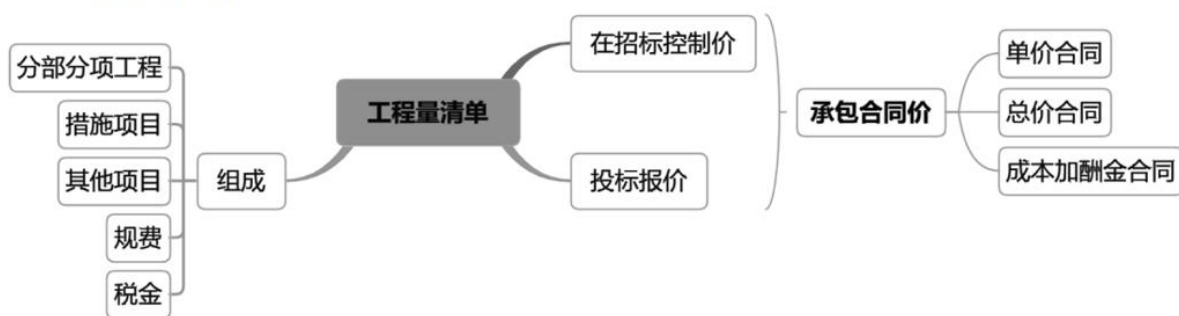 分部分项工程
措施项目
其他项目
规费
税金
组成
工程量清单
在招标控制价
投标报价
承包合同价
单价合同
总价合同
成本加酬金合同